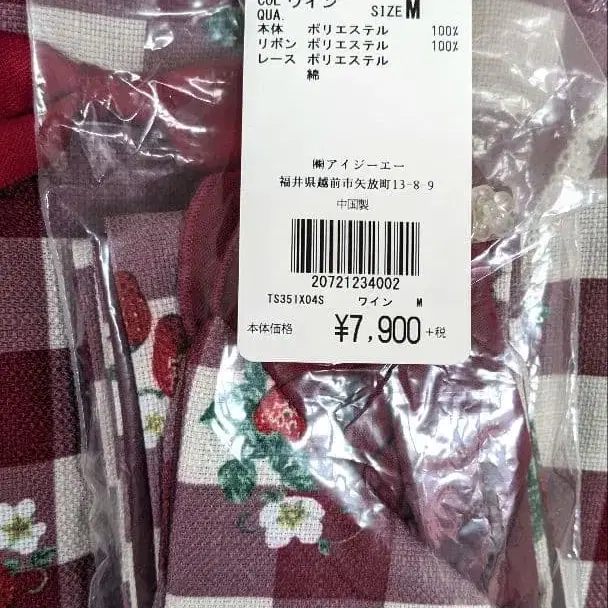 COL ワイン SIZE M
QUA.
本体 ポリエステル 100%
リボン ポリエステル 100%
レース ポリエステル
綿
㈱アイジーエー
福井県越前市矢放町13-8-9
中国製
20721234002
TS35IX04S ワイン M
本体価格 ¥7,900+税